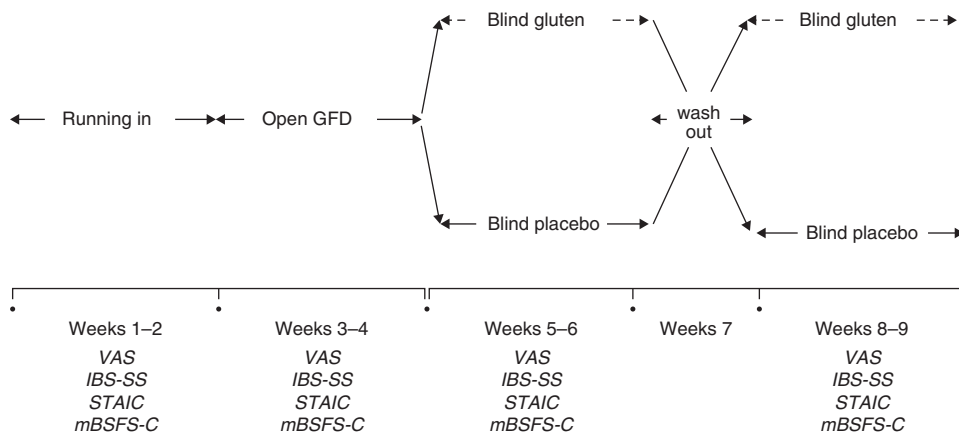 Blind gluten Blind gluten
Running in Open GFD wash
out
Blind placebo Blind placebo
Weeks 1–2 Weeks 3–4 Weeks 5–6 Weeks 7 Weeks 8–9
VAS VAS VAS VAS
IBS-SS IBS-SS IBS-SS IBS-SS
STAIC STAIC STAIC STAIC
mBSFS-C mBSFS-C mBSFS-C mBSFS-C